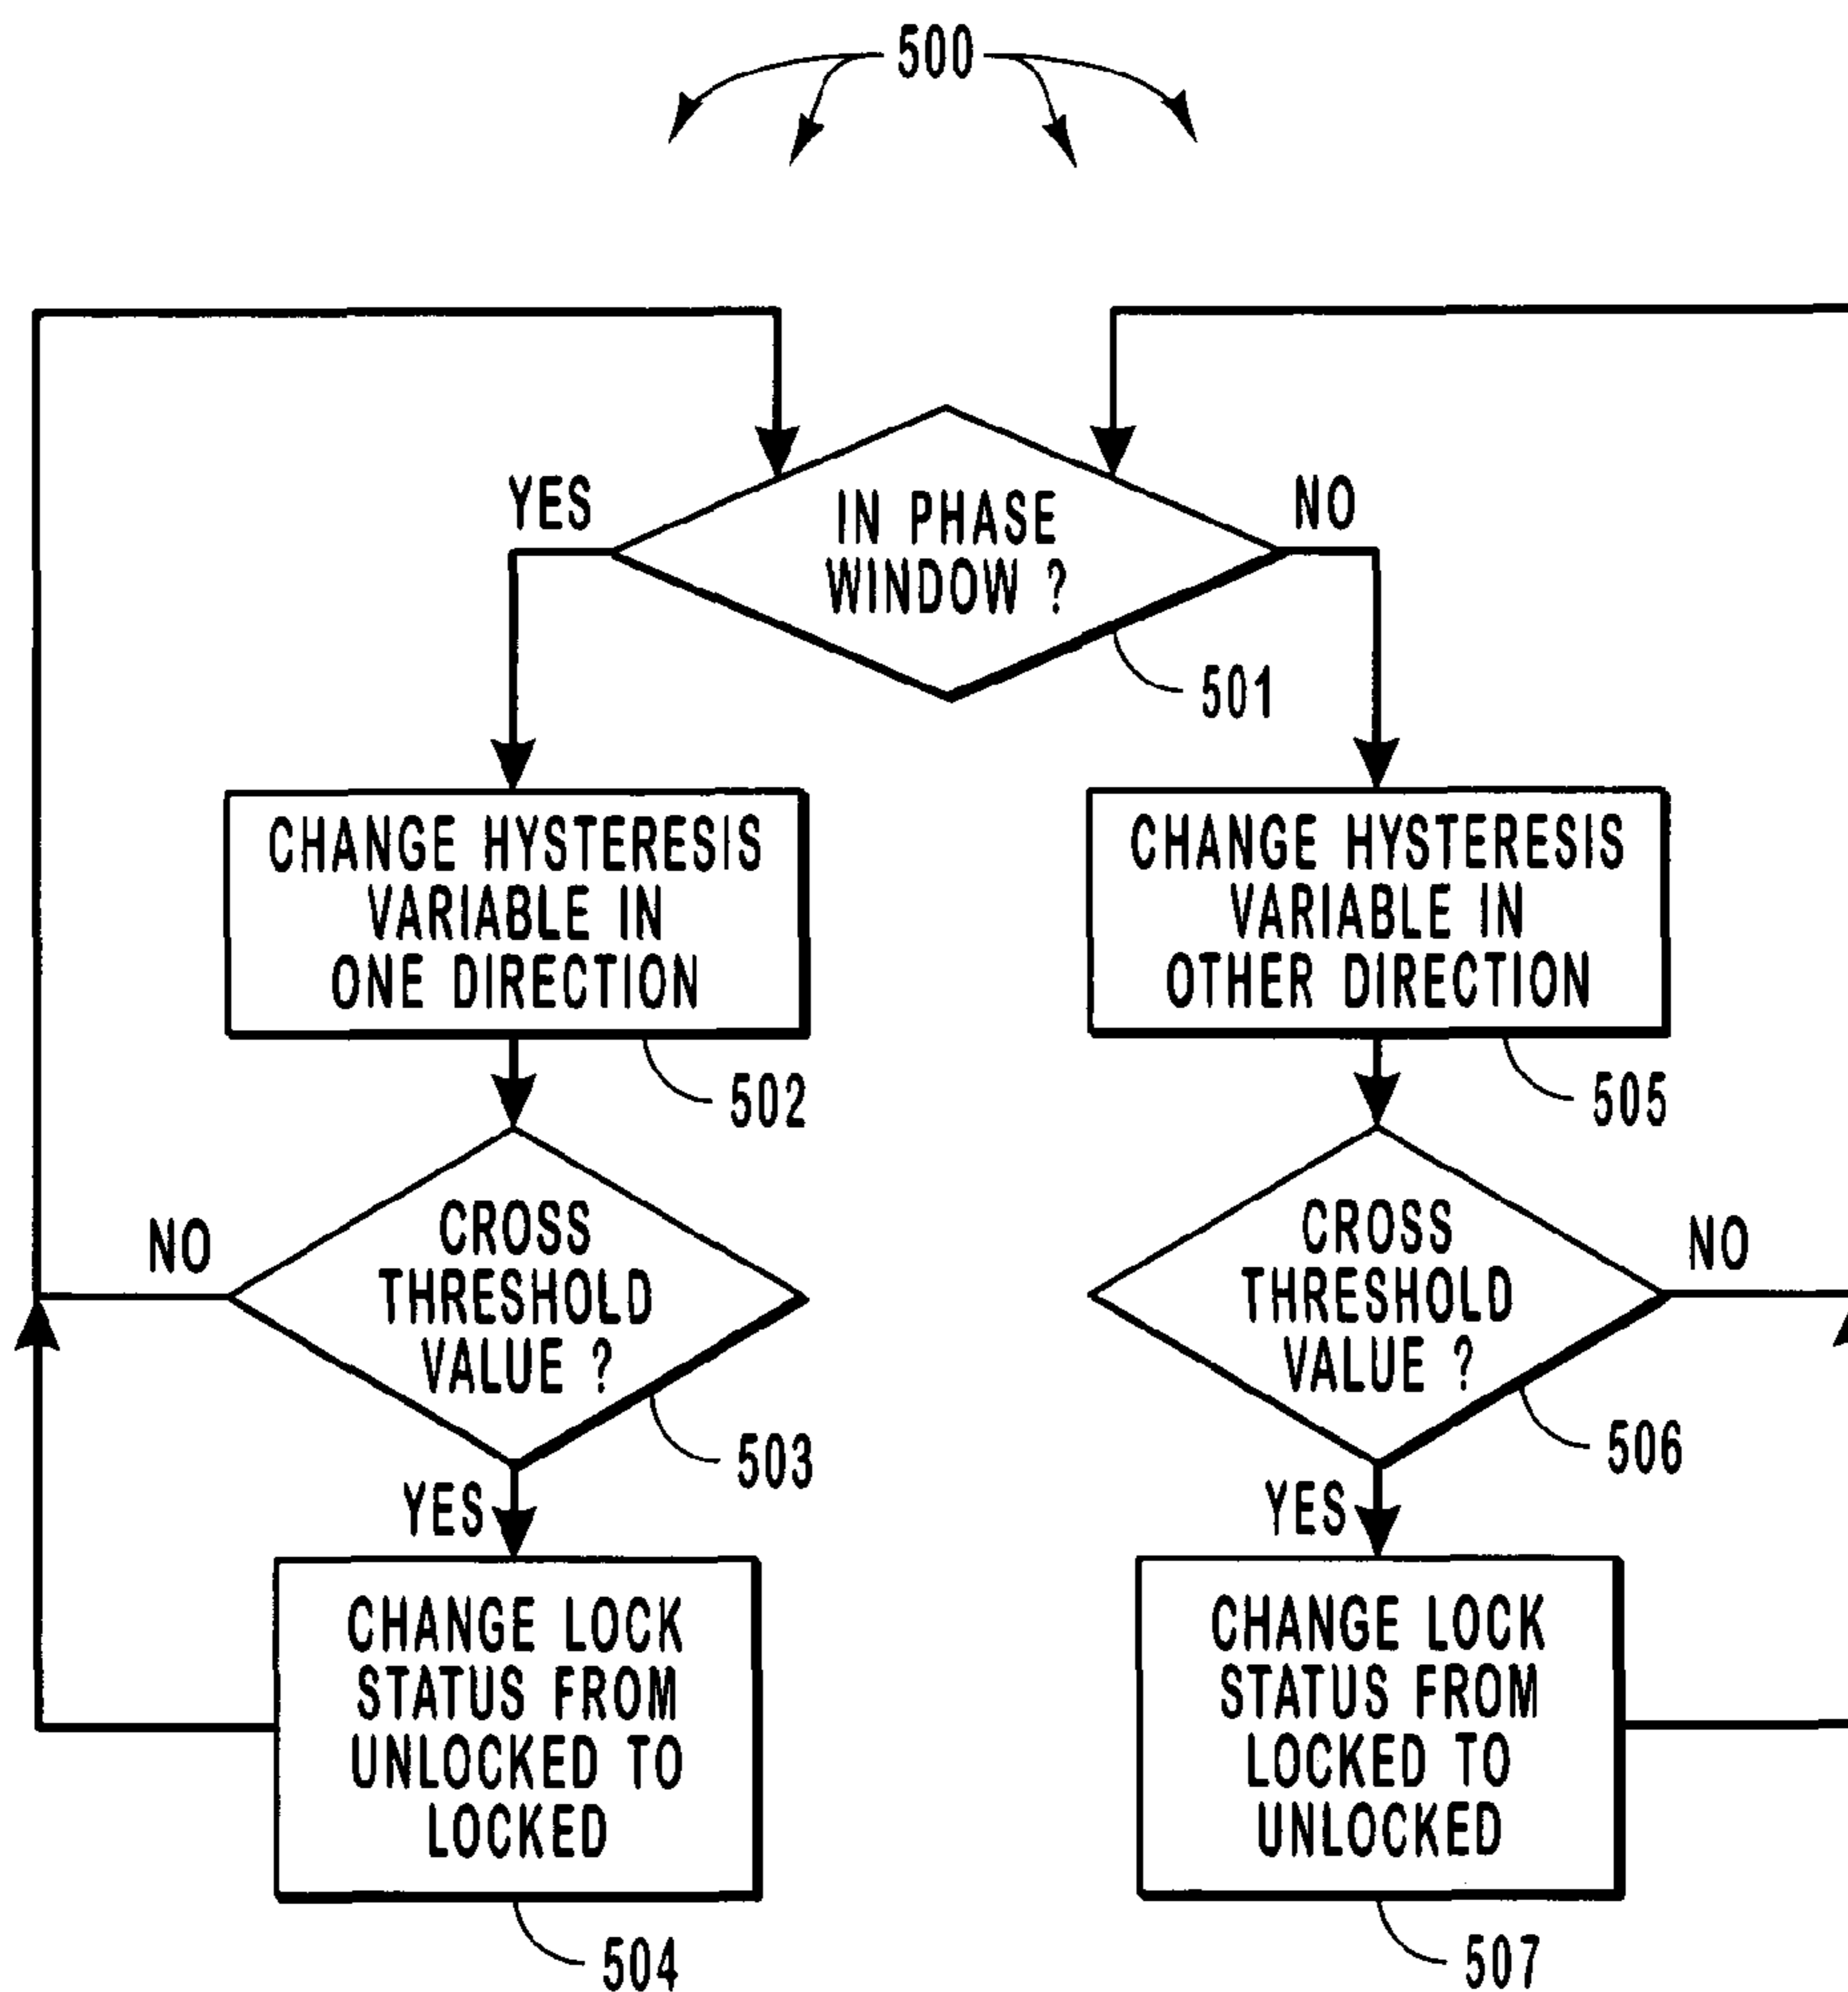 500
YES
IN PHASE
WINDOW ?
NO
501
CHANGE HYSTERESIS
VARIABLE IN
ONE DIRECTION
502
CHANGE HYSTERESIS
VARIABLE IN
OTHER DIRECTION
505
NO
CROSS
THRESHOLD
VALUE ?
503
YES
CROSS
THRESHOLD
VALUE ?
NO
506
YES
CHANGE LOCK
STATUS FROM
UNLOCKED TO
LOCKED
504
CHANGE LOCK
STATUS FROM
LOCKED TO
UNLOCKED
507